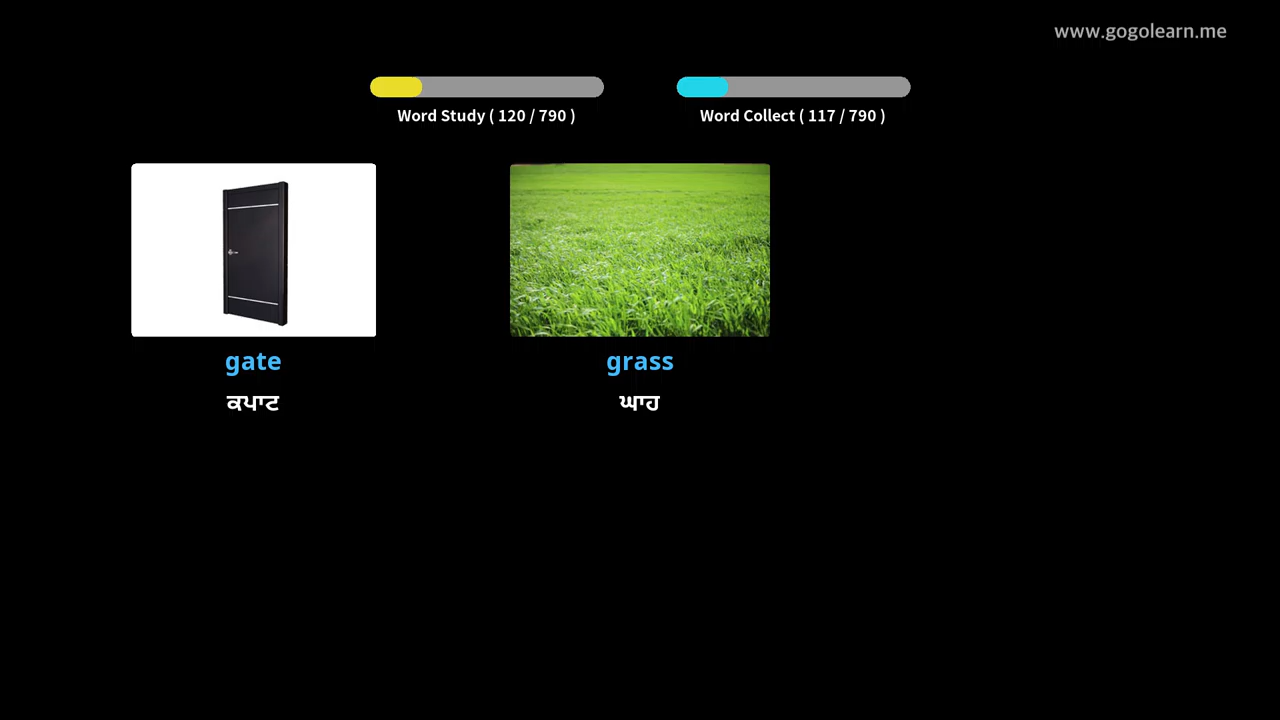 www.gogolearn.me
Word Study ( 120 / 790 )
Word Collect ( 117 / 790 )
gate
grass
ਕਪਾਟ
ਘਾਹ